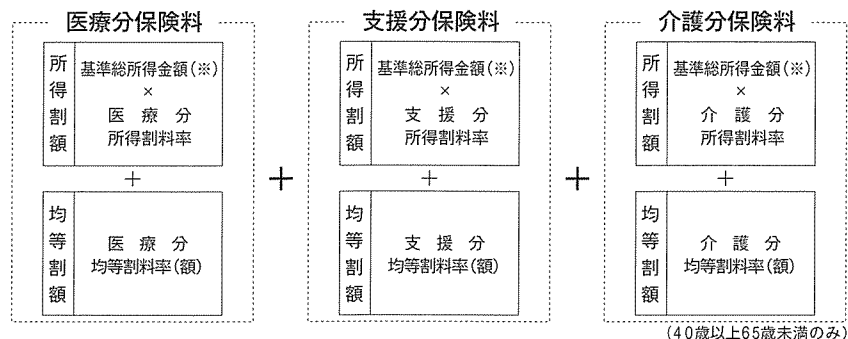 医療分保険料
所得割額
基準総所得金額(※)
×
医療分
所得割料率
+
均等割額
医療分
均等割料率(額)
+
支援分保険料
所得割額
基準総所得金額(※)
×
支援分
所得割料率
+
均等割額
支援分
均等割料率(額)
+
介護分保険料
所得割額
基準総所得金額(※)
×
介護分
所得割料率
+
均等割額
介護分
均等割料率(額)
(40歳以上65歳未満のみ)